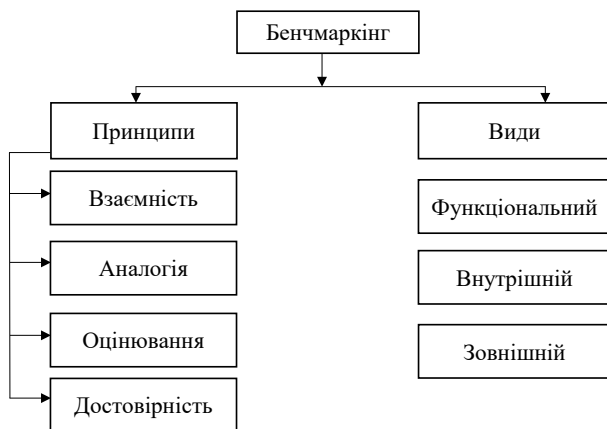 Бенчмаркінг
Принципи
Види
Взаємність
Функціональний
Аналогія
Внутрішній
Оцінювання
Зовнішній
Достовірність